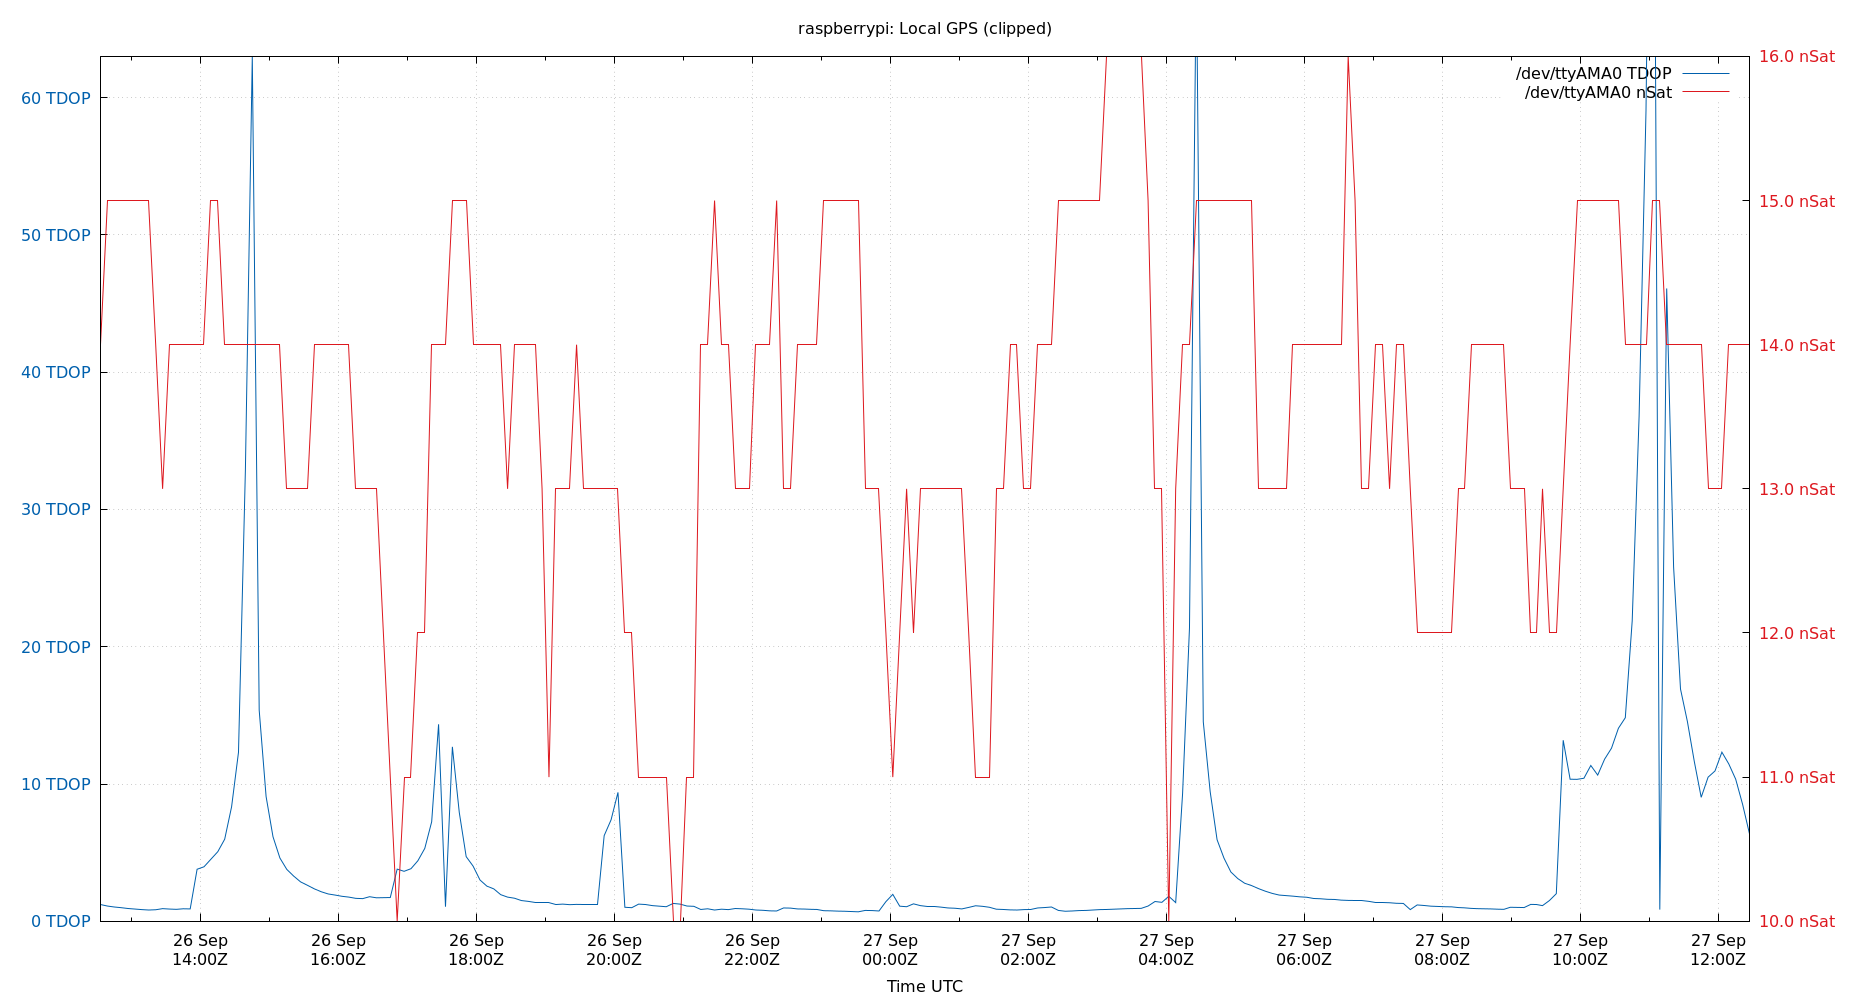 raspberrypi: Local GPS (clipped)
/dev/ttyAMA0 TDOP
/dev/ttyAMA0 nSat
60 TDOP
50 TDOP
40 TDOP
30 TDOP
20 TDOP
10 TDOP
0 TDOP
16.0 nSat
15.0 nSat
14.0 nSat
13.0 nSat
12.0 nSat
11.0 nSat
10.0 nSat
26 Sep
14:00Z
26 Sep
16:00Z
26 Sep
18:00Z
26 Sep
20:00Z
26 Sep
22:00Z
27 Sep
00:00Z
27 Sep
02:00Z
27 Sep
04:00Z
27 Sep
06:00Z
27 Sep
08:00Z
27 Sep
10:00Z
27 Sep
12:00Z
Time UTC